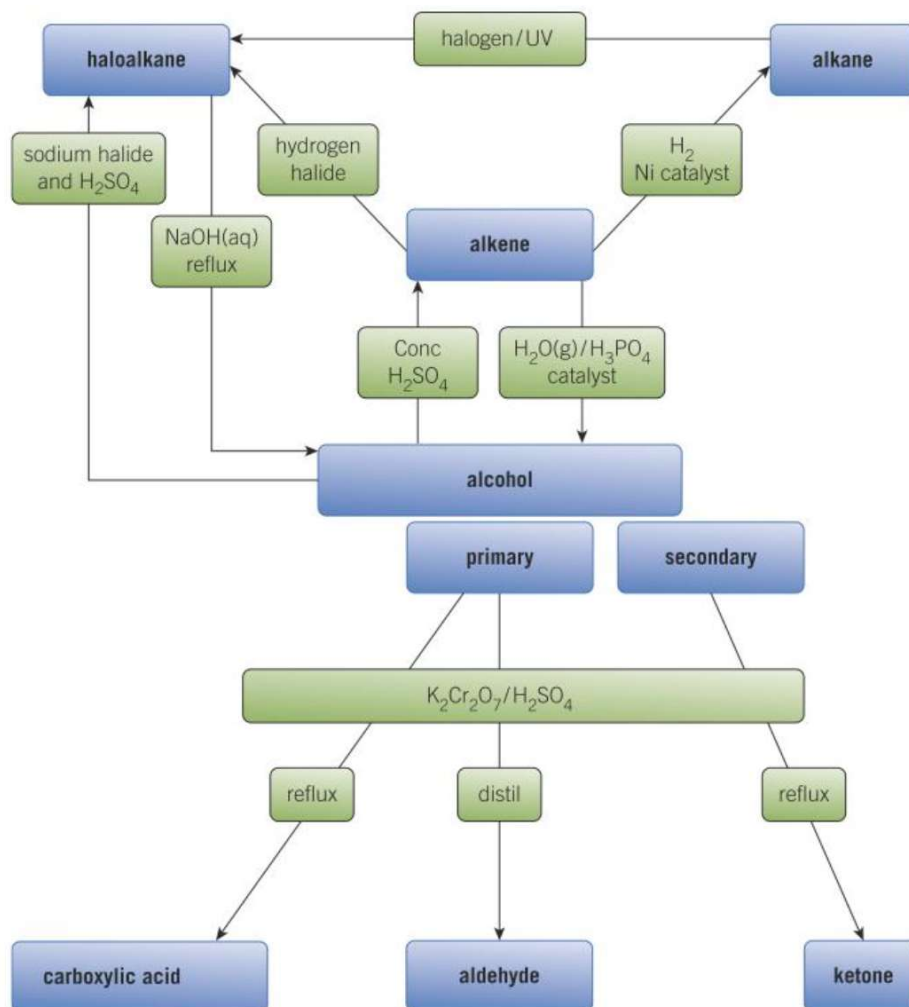 halogen/UV
haloalkane
alkane
sodium halide
and H₂SO₄
hydrogen
halide
H₂
Ni catalyst
NaOH(aq)
reflux
alkene
Conc
H₂SO₄
H₂O(g)/H₃PO₄
catalyst
alcohol
primary
secondary
K₂Cr₂O₇/H₂SO₄
reflux
distil
reflux
carboxylic acid
aldehyde
ketone